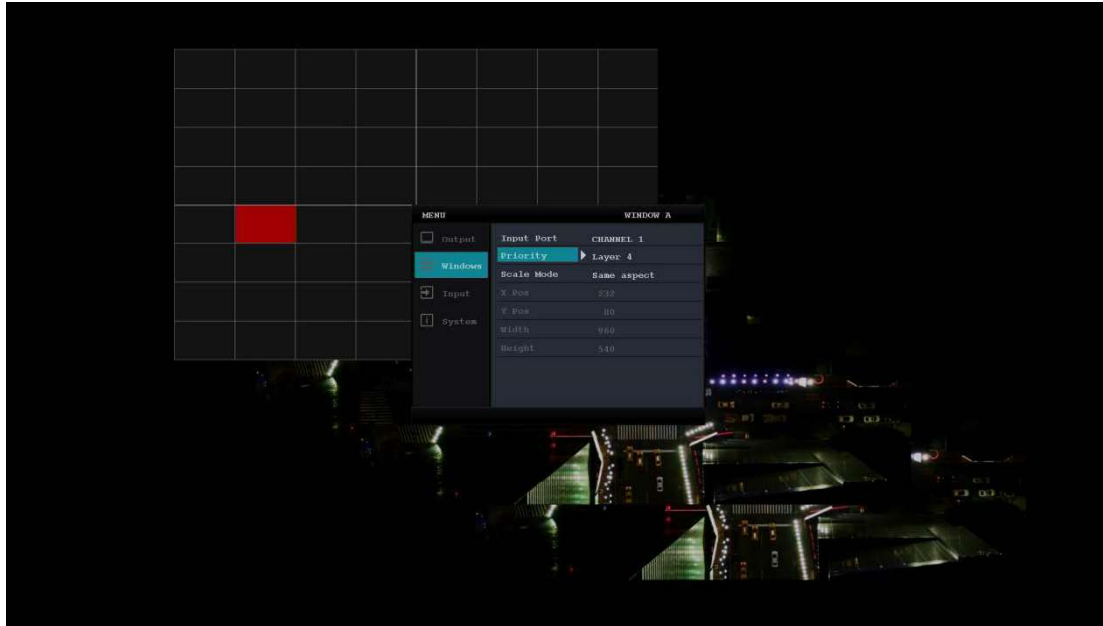 MENU WINDOW A
Output
Windows
Input
System
Input Port CHANNEL 1
Priority Layer 4
Scale Mode Same aspect
X Pos 232
Y Pos 80
Width 960
Height 540